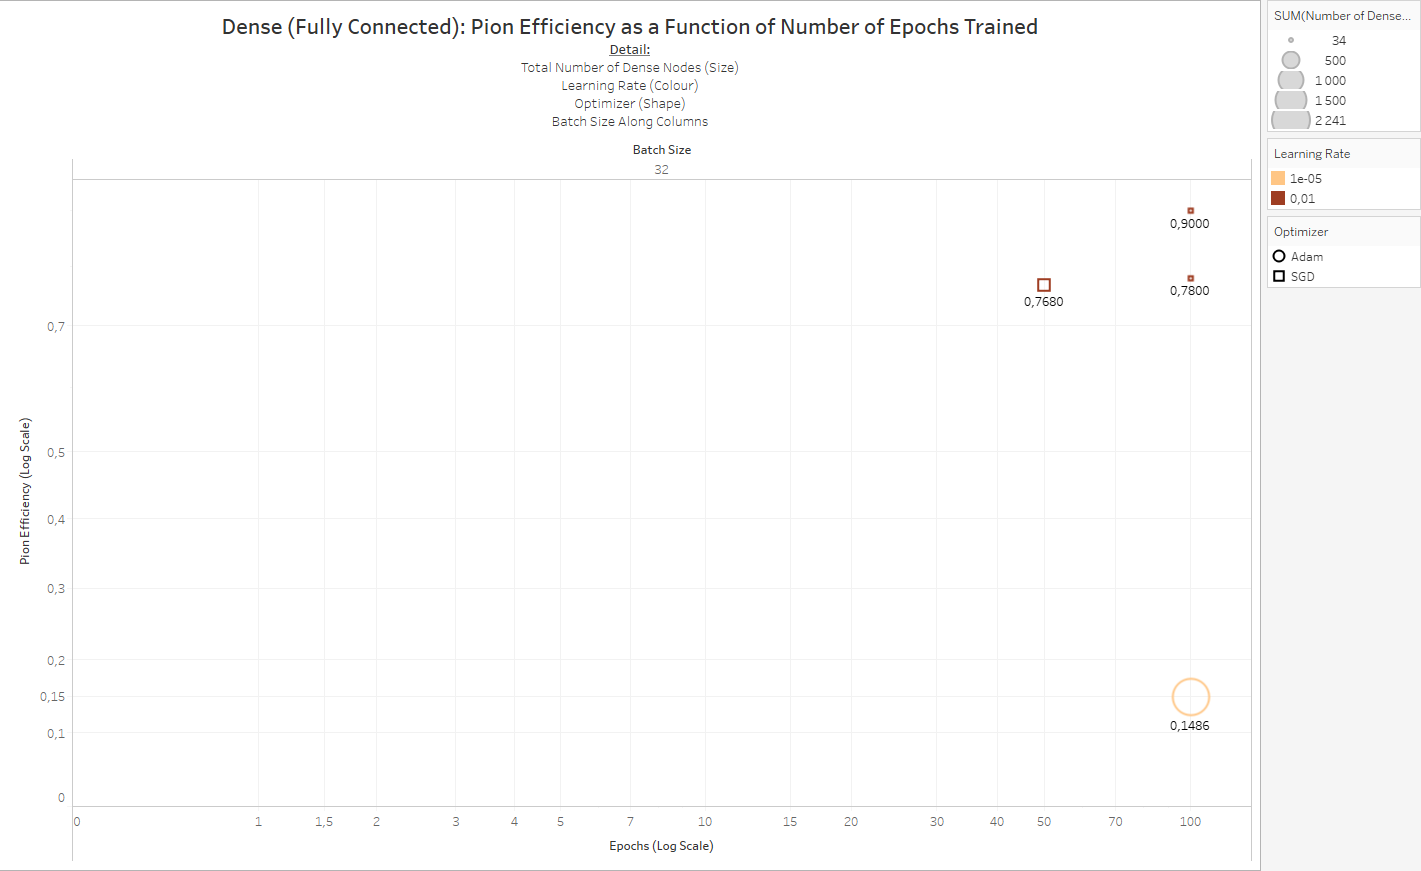 Dense (Fully Connected): Pion Efficiency as a Function of Number of Epochs Trained
Detail:
Total Number of Dense Nodes (Size)
Learning Rate (Colour)
Optimizer (Shape)
Batch Size Along Columns
Batch Size
32
0,9000
0,7800
0,7680
0,1486
Pion Efficiency (Log Scale)
0,7
0,5
0,4
0,3
0,2
0,15
0,1
0
0 1 1,5 2 3 4 5 7 10 15 20 30 40 50 70 100
Epochs (Log Scale)
SUM(Number of Dense...
34
500
1 000
1 500
2 241
Learning Rate
1e-05
0,01
Optimizer
Adam
SGD